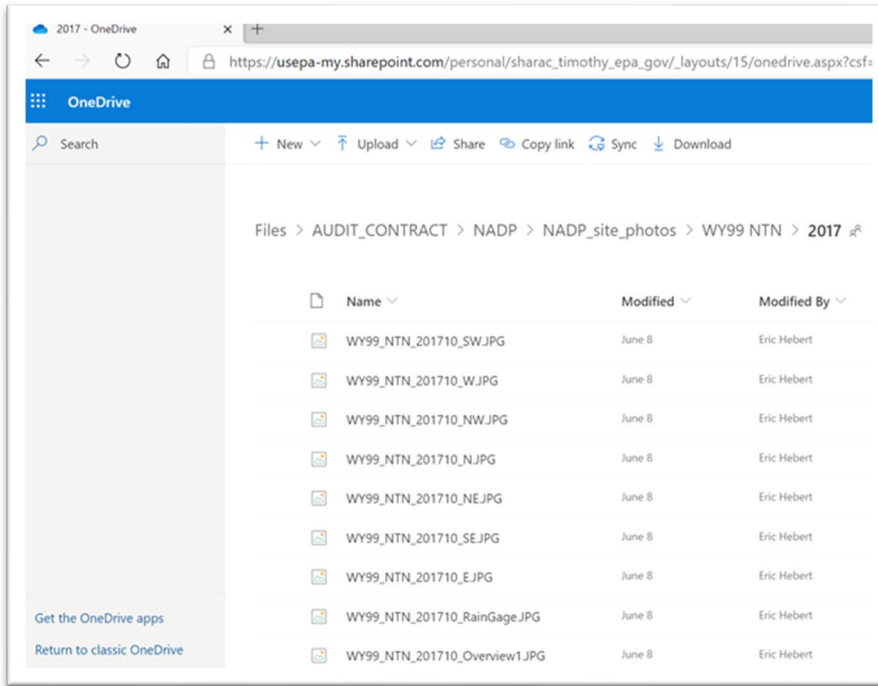 2017 - OneDrive
https://usepa-my.sharepoint.com/personal/sharac_timothy_epa_gov/_layouts/15/onedrive.aspx?csf=
OneDrive
Search
New Upload Share Copy link Sync Download
Files > AUDIT_CONTRACT > NADP > NADP_site_photos > WY99 NTN > 2017
Name Modified Modified By
WY99_NTN_201710_SW.JPG June 8 Eric Hebert
WY99_NTN_201710_W.JPG June 8 Eric Hebert
WY99_NTN_201710_NW.JPG June 8 Eric Hebert
WY99_NTN_201710_N.JPG June 8 Eric Hebert
WY99_NTN_201710_NE.JPG June 8 Eric Hebert
WY99_NTN_201710_SE.JPG June 8 Eric Hebert
WY99_NTN_201710_E.JPG June 8 Eric Hebert
WY99_NTN_201710_RainGage.JPG June 8 Eric Hebert
WY99_NTN_201710_Overview1.JPG June 8 Eric Hebert
Get the OneDrive apps
Return to classic OneDrive